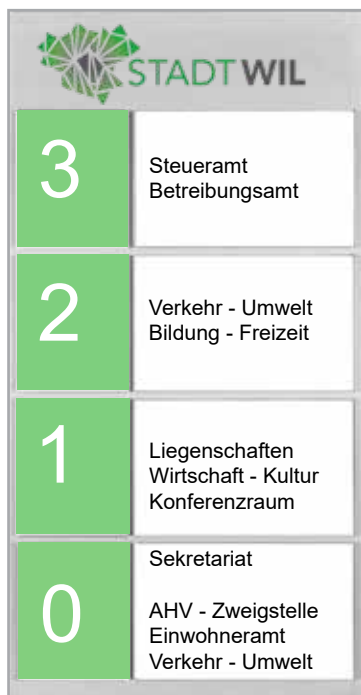 STADT WIL
3
Steueramt
Betreibungsamt
2
Verkehr - Umwelt
Bildung - Freizeit
1
Liegenschaften
Wirtschaft - Kultur
Konferenzraum
0
Sekretariat
AHV - Zweigstelle
Einwohneramt
Verkehr - Umwelt